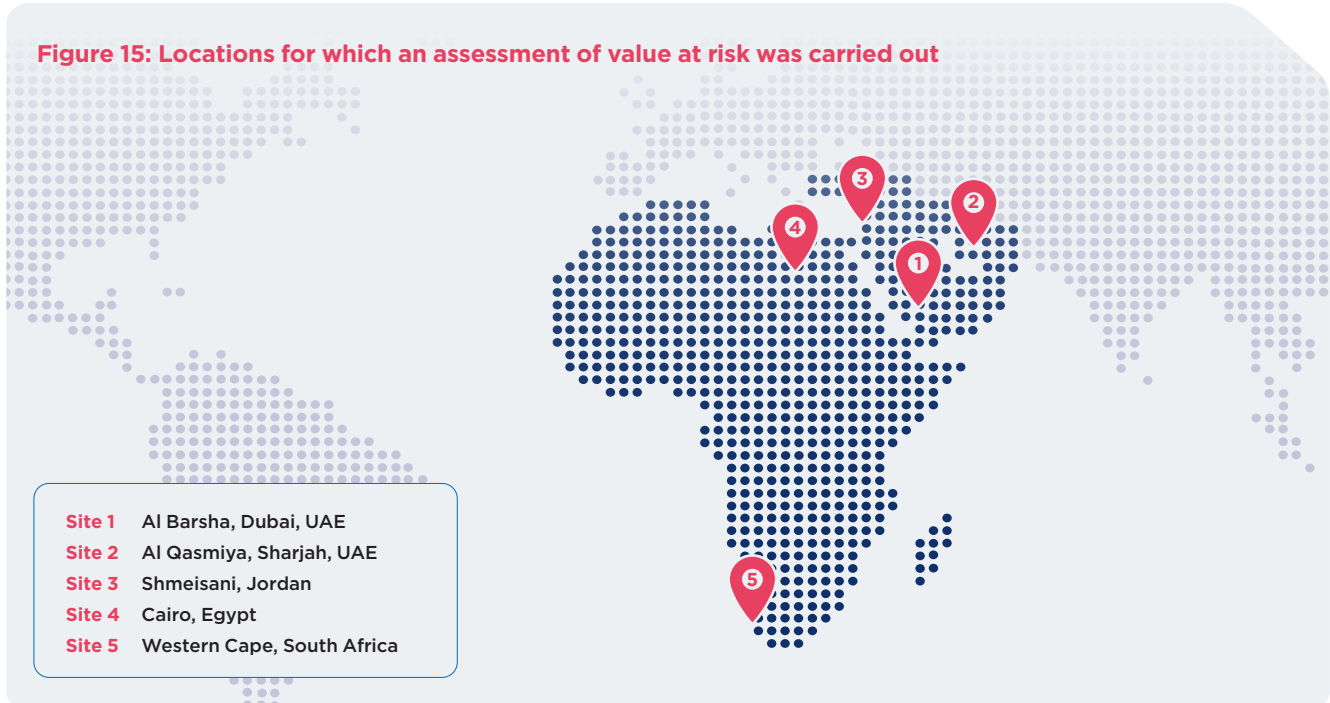 Figure 15: Locations for which an assessment of value at risk was carried out
3
2
4
1
5
Site 1 Al Barsha, Dubai, UAE
Site 2 Al Qasmiya, Sharjah, UAE
Site 3 Shmeisani, Jordan
Site 4 Cairo, Egypt
Site 5 Western Cape, South Africa